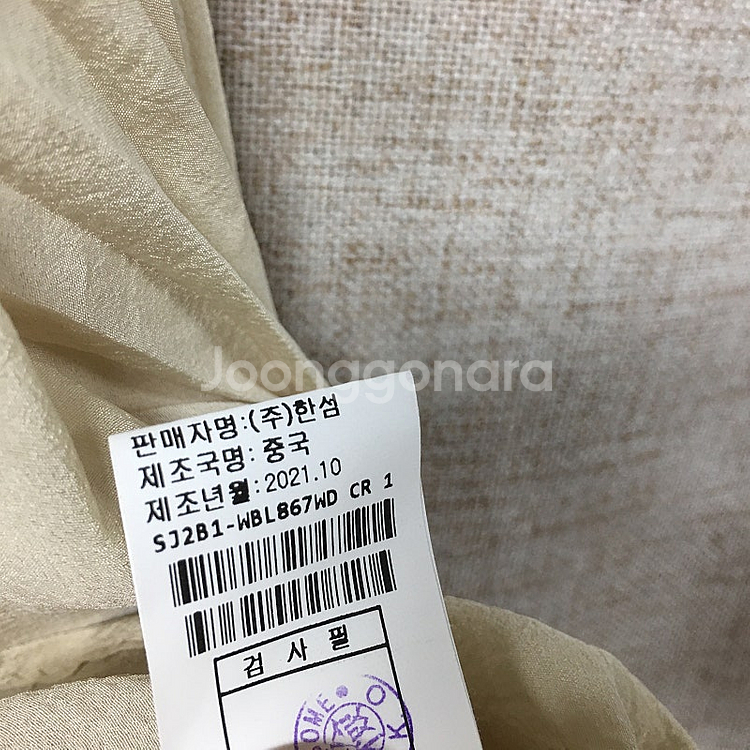 Joonggonara
판매자명:(주)한섬
제조국명: 중국
제조년월:2021.10
SJ2B1-WBL867WD CR 1
검 사 필